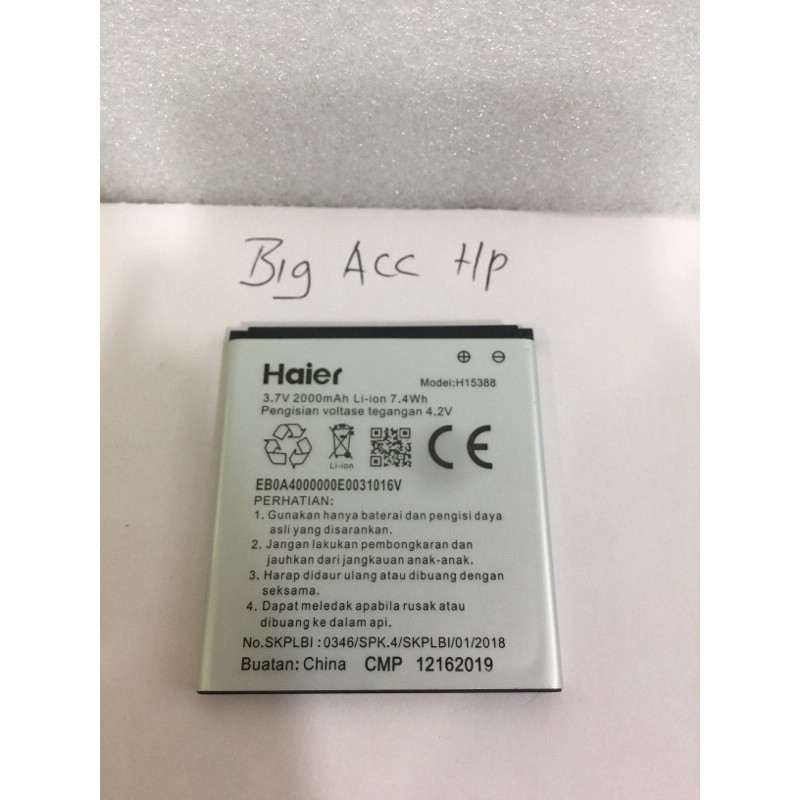 Big Acc Hp
Haier
Model:H15388
3.7V 2000mAh Li-ion 7.4Wh
Pengisian voltase tegangan 4.2V
Li-ion
CE
EB0A4000000E0031016V
PERHATIAN:
1. Gunakan hanya baterai dan pengisi daya
asli yang disarankan.
2. Jangan lakukan pembongkaran dan
jauhkan dari jangkauan anak-anak.
3. Harap didaur ulang atau dibuang dengan
seksama.
4. Dapat meledak apabila rusak atau
dibuang ke dalam api.
No.SKPLBI : 0346/SPK.4/SKPLBI/01/2018
Buatan: China CMP 12162019